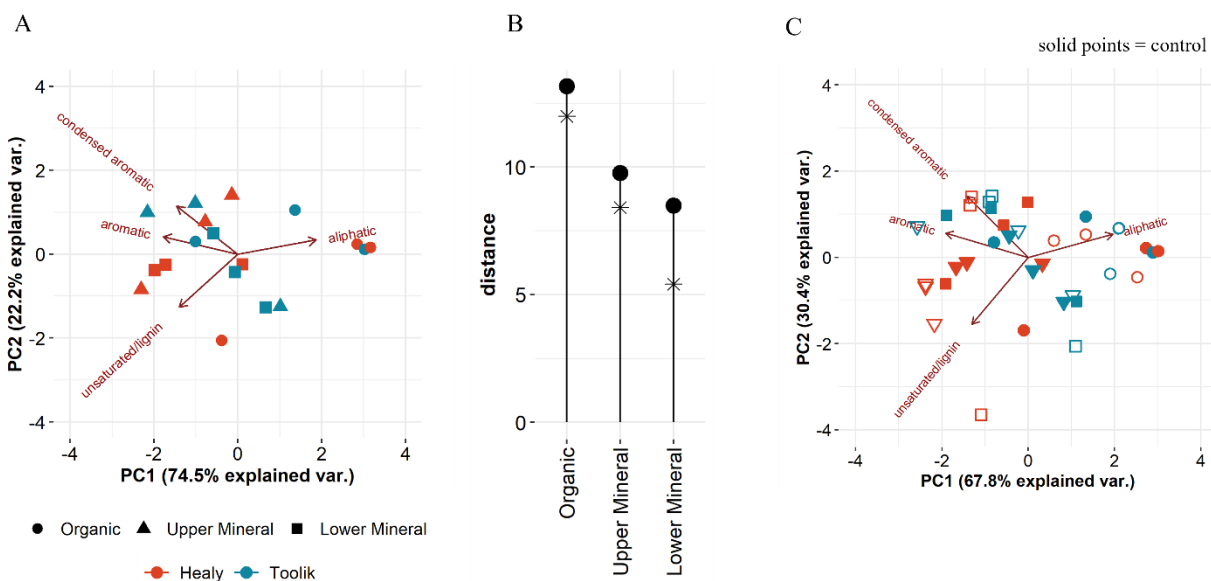 A
4
2
0
-2
-4
PC2 (22.2% explained var.)
condensed aromatic
aromatic
aliphatic
unsaturated/lignin
-4
-2
0
2
4
PC1 (74.5% explained var.)
Organic
Upper Mineral
Lower Mineral
Healy
Toolik
B
10
5
0
distance
Organic
Upper Mineral
Lower Mineral
C
solid points = control
4
2
0
-2
-4
PC2 (30.4% explained var.)
condensed aromatic
aromatic
aliphatic
unsaturated/lignin
-4
-2
0
2
4
PC1 (67.8% explained var.)